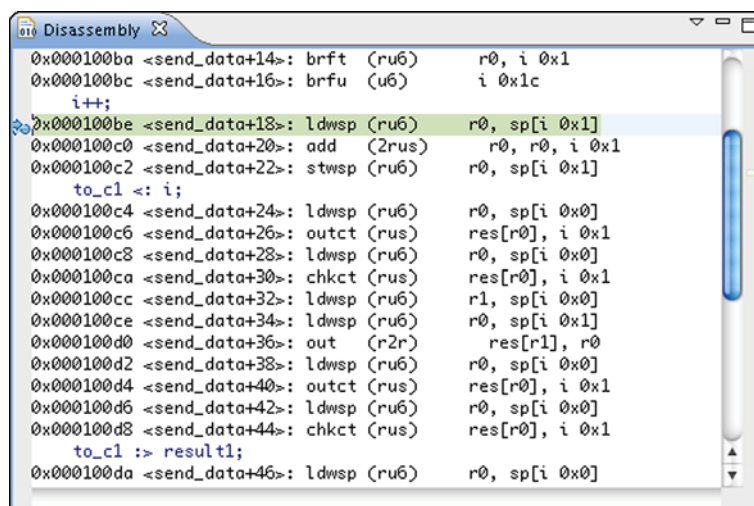 Disassembly
0x000100ba <send_data+14>: brft (ru6) r0, i 0x1
0x000100bc <send_data+16>: brfu (u6) i 0x1c
i++;
0x000100be <send_data+18>: ldwsp (ru6) r0, sp[i 0x1]
0x000100c0 <send_data+20>: add (2rus) r0, r0, i 0x1
0x000100c2 <send_data+22>: stwsp (ru6) r0, sp[i 0x1]
to_c1 <: i;
0x000100c4 <send_data+24>: ldwsp (ru6) r0, sp[i 0x0]
0x000100c6 <send_data+26>: outct (rus) res[r0], i 0x1
0x000100c8 <send_data+28>: ldwsp (ru6) r0, sp[i 0x0]
0x000100ca <send_data+30>: chkct (rus) res[r0], i 0x1
0x000100cc <send_data+32>: ldwsp (ru6) r1, sp[i 0x0]
0x000100ce <send_data+34>: ldwsp (ru6) r0, sp[i 0x1]
0x000100d0 <send_data+36>: out (r2r) res[r1], r0
0x000100d2 <send_data+38>: ldwsp (ru6) r0, sp[i 0x0]
0x000100d4 <send_data+40>: outct (rus) res[r0], i 0x1
0x000100d6 <send_data+42>: ldwsp (ru6) r0, sp[i 0x0]
0x000100d8 <send_data+44>: chkct (rus) res[r0], i 0x1
to_c1 :> result1;
0x000100da <send_data+46>: ldwsp (ru6) r0, sp[i 0x0]